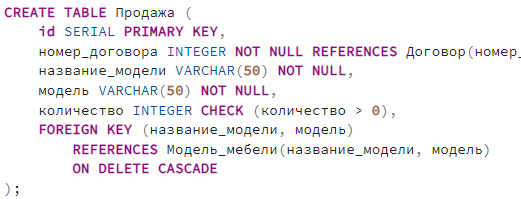 CREATE TABLE Продажа (
id SERIAL PRIMARY KEY,
номер_договора INTEGER NOT NULL REFERENCES Договор(номер_
название_модели VARCHAR(50) NOT NULL,
модель VARCHAR(50) NOT NULL,
количество INTEGER CHECK (количество > 0),
FOREIGN KEY (название_модели, модель)
REFERENCES Модель_мебели(название_модели, модель)
ON DELETE CASCADE
);